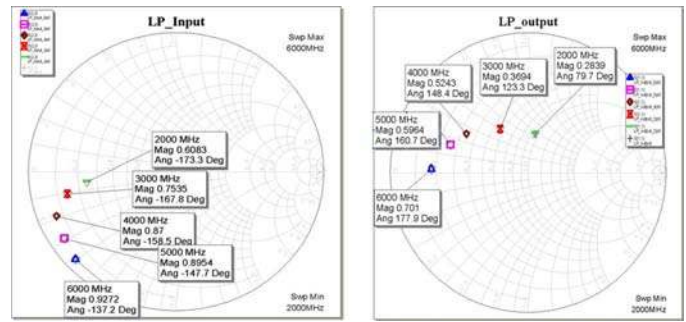 LP_Input
Swp Max
6000MHz
2000 MHz
Mag 0.6083
Ang -173.3 Deg
3000 MHz
Mag 0.7535
Ang -167.8 Deg
4000 MHz
Mag 0.87
Ang -158.5 Deg
5000 MHz
Mag 0.8954
Ang -147.7 Deg
6000 MHz
Mag 0.9272
Ang -137.2 Deg
Swp Min
2000MHz
LP_output
Swp Max
6000MHz
2000 MHz
Mag 0.2839
Ang 79.7 Deg
3000 MHz
Mag 0.3694
Ang 123.3 Deg
4000 MHz
Mag 0.5243
Ang 148.4 Deg
5000 MHz
Mag 0.5964
Ang 160.7 Deg
6000 MHz
Mag 0.701
Ang 177.9 Deg
Swp Min
2000MHz